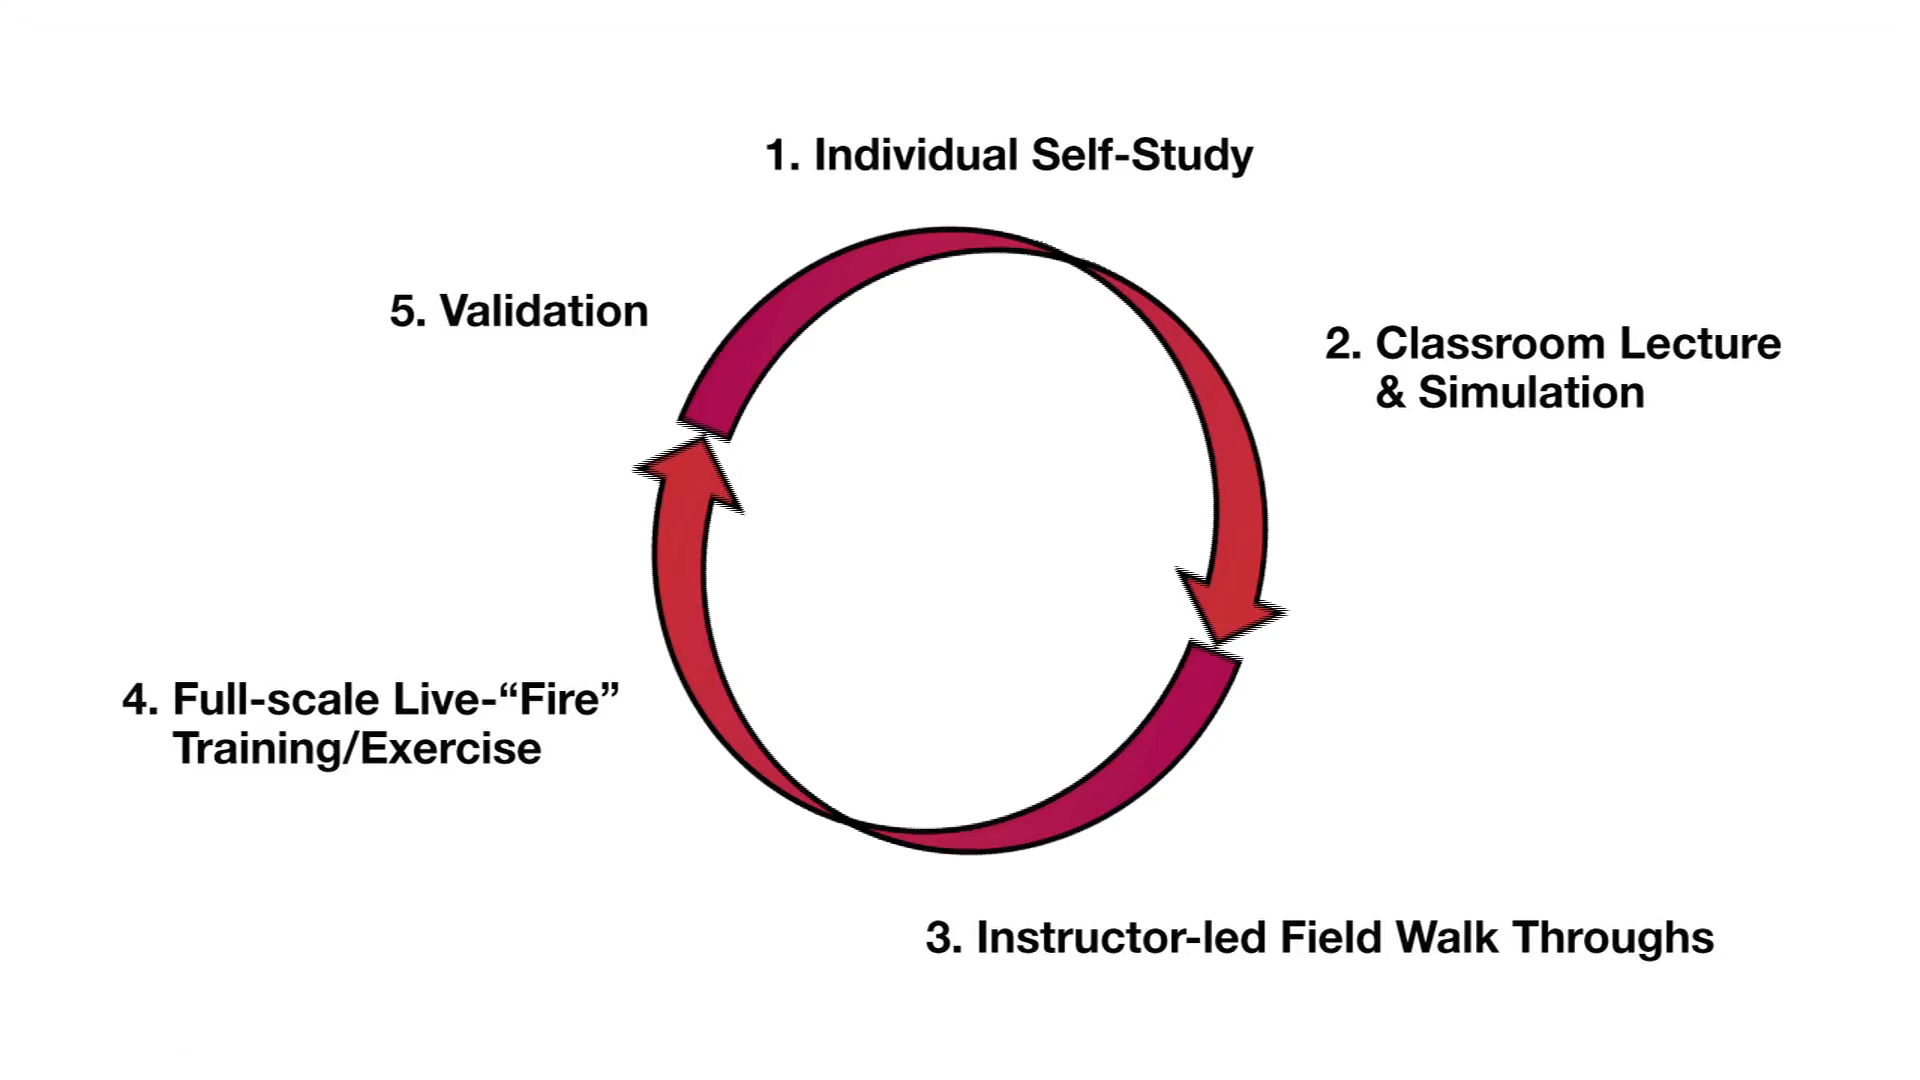 1. Individual Self-Study
2. Classroom Lecture
& Simulation
3. Instructor-led Field Walk Throughs
4. Full-scale Live-“Fire”
Training/Exercise
5. Validation